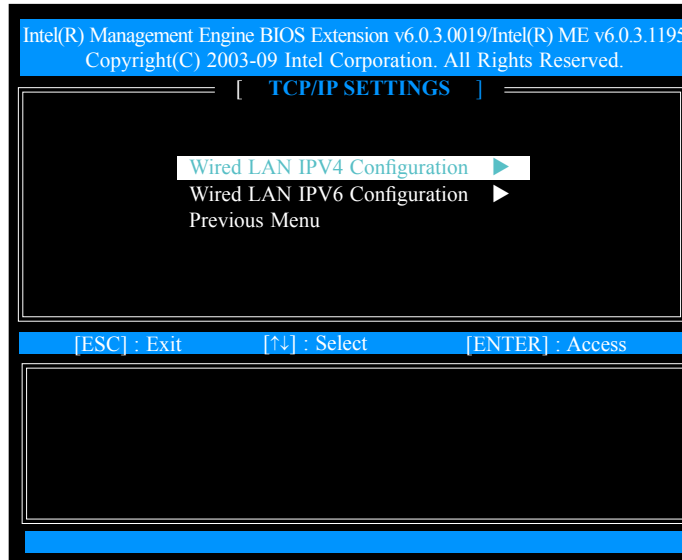 Intel(R) Management Engine BIOS Extension v6.0.3.0019/Intel(R) ME v6.0.3.1195
Copyright(C) 2003-09 Intel Corporation. All Rights Reserved.
[ TCP/IP SETTINGS ]
Wired LAN IPV4 Configuration ▶
Wired LAN IPV6 Configuration ▶
Previous Menu
[ESC] : Exit [↑↓] : Select [ENTER] : Access